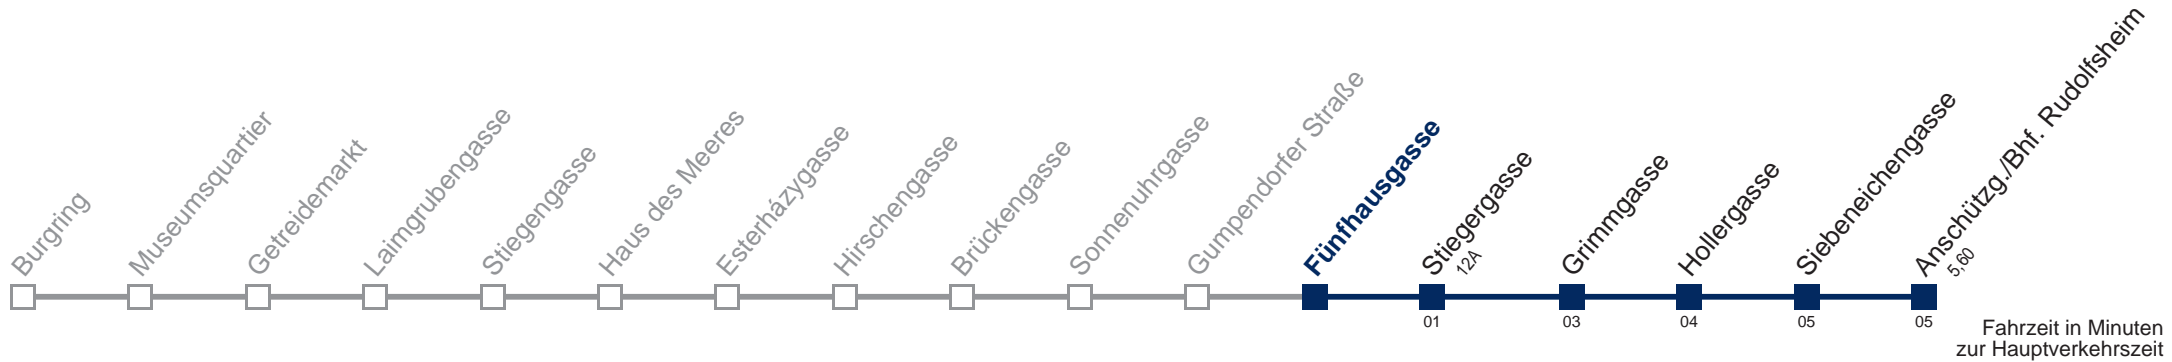 Burgring
Museumsquartier
Getreidemarkt
Laimgrubengasse
Stiegengasse
Haus des Meeres
Esterházygasse
Hirschengasse
Brückengasse
Sonnenuhrgasse
Gumpendorfer Straße
Fünfhausgasse
Stiegergasse
12A
Grimmgasse
Hollergasse
Siebeneichengasse
Anschützg./Bhf. Rudolfsheim
5,60
01
03
04
05
05
Fahrzeit in Minuten
zur Hauptverkehrszeit